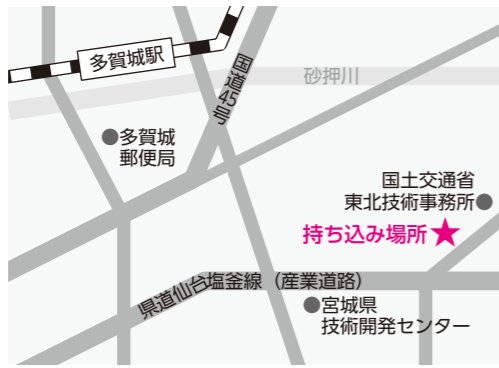 多賀城駅
国道45号
砂押川
多賀城
郵便局
国土交通省
東北技術事務所
持ち込み場所
県道仙台塩釜線（産業道路）
宮城県
技術開発センター